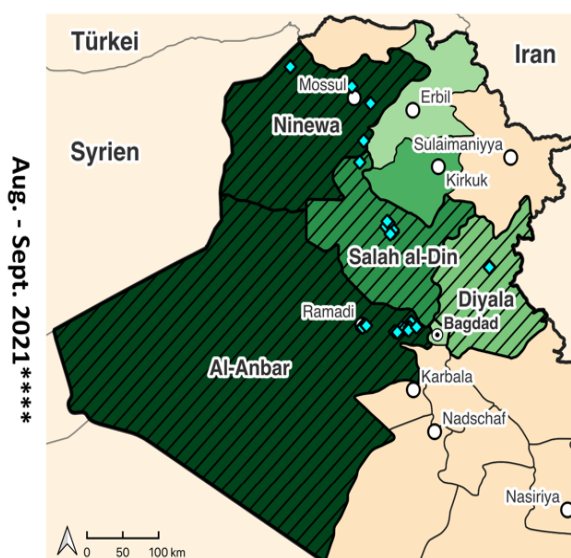 Türkei
Iran
Mossul
Erbil
Ninewa
Sulaimaniyya
Syrien
Kirkuk
Aug. - Sept. 2021****
Salah al-Din
Diyala
Ramadi
Bagdad
Al-Anbar
Karbala
Nadschaf
Nasiriya
0 50 100 km